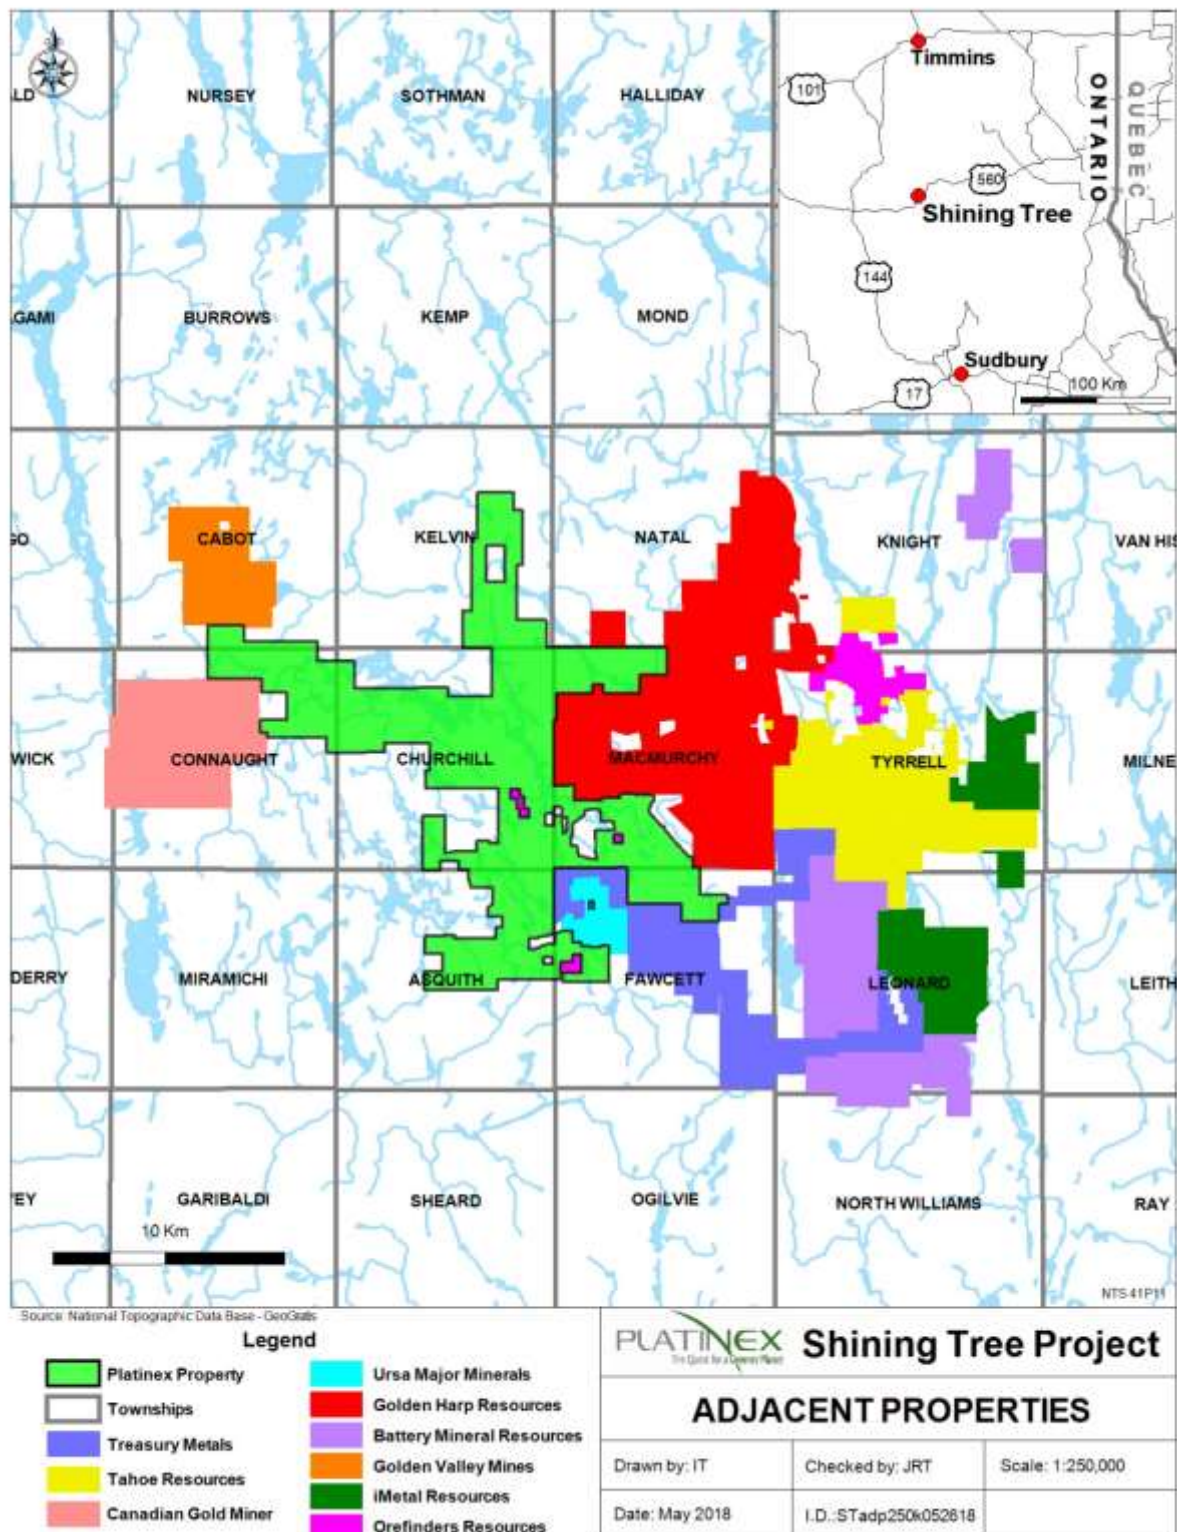 NURSEY
SOTHMAN
HALLIDAY
Timmins
101
ONTARIO
QUEBEC
560
Shining Tree
144
Sudbury
17
100 Km
BURROWS
KEMP
MOND
CABOT
KELVIN
NATAL
KNIGHT
VAN HIS
WICK
CONNAUGHT
CHURCHILL
MACMURCHY
TYRRELL
MILNE
DERRY
MIRAMICHI
ASQUITH
FAWCETT
LEONARD
LEITH
GARIBALDI
SHEARD
OGILVIE
NORTH WILLIAMS
RAY
10 Km
NTS 41P11
Source: National Topographic Data Base - GeoGratis
Legend
Platinex Property
Townships
Treasury Metals
Tahoe Resources
Canadian Gold Miner
Ursa Major Minerals
Golden Harp Resources
Battery Mineral Resources
Golden Valley Mines
iMetal Resources
Orefinders Resources
PLATINEX
Shining Tree Project
ADJACENT PROPERTIES
Drawn by: IT
Checked by: JRT
Scale: 1:250,000
Date: May 2018
I.D.:STadp250k052618